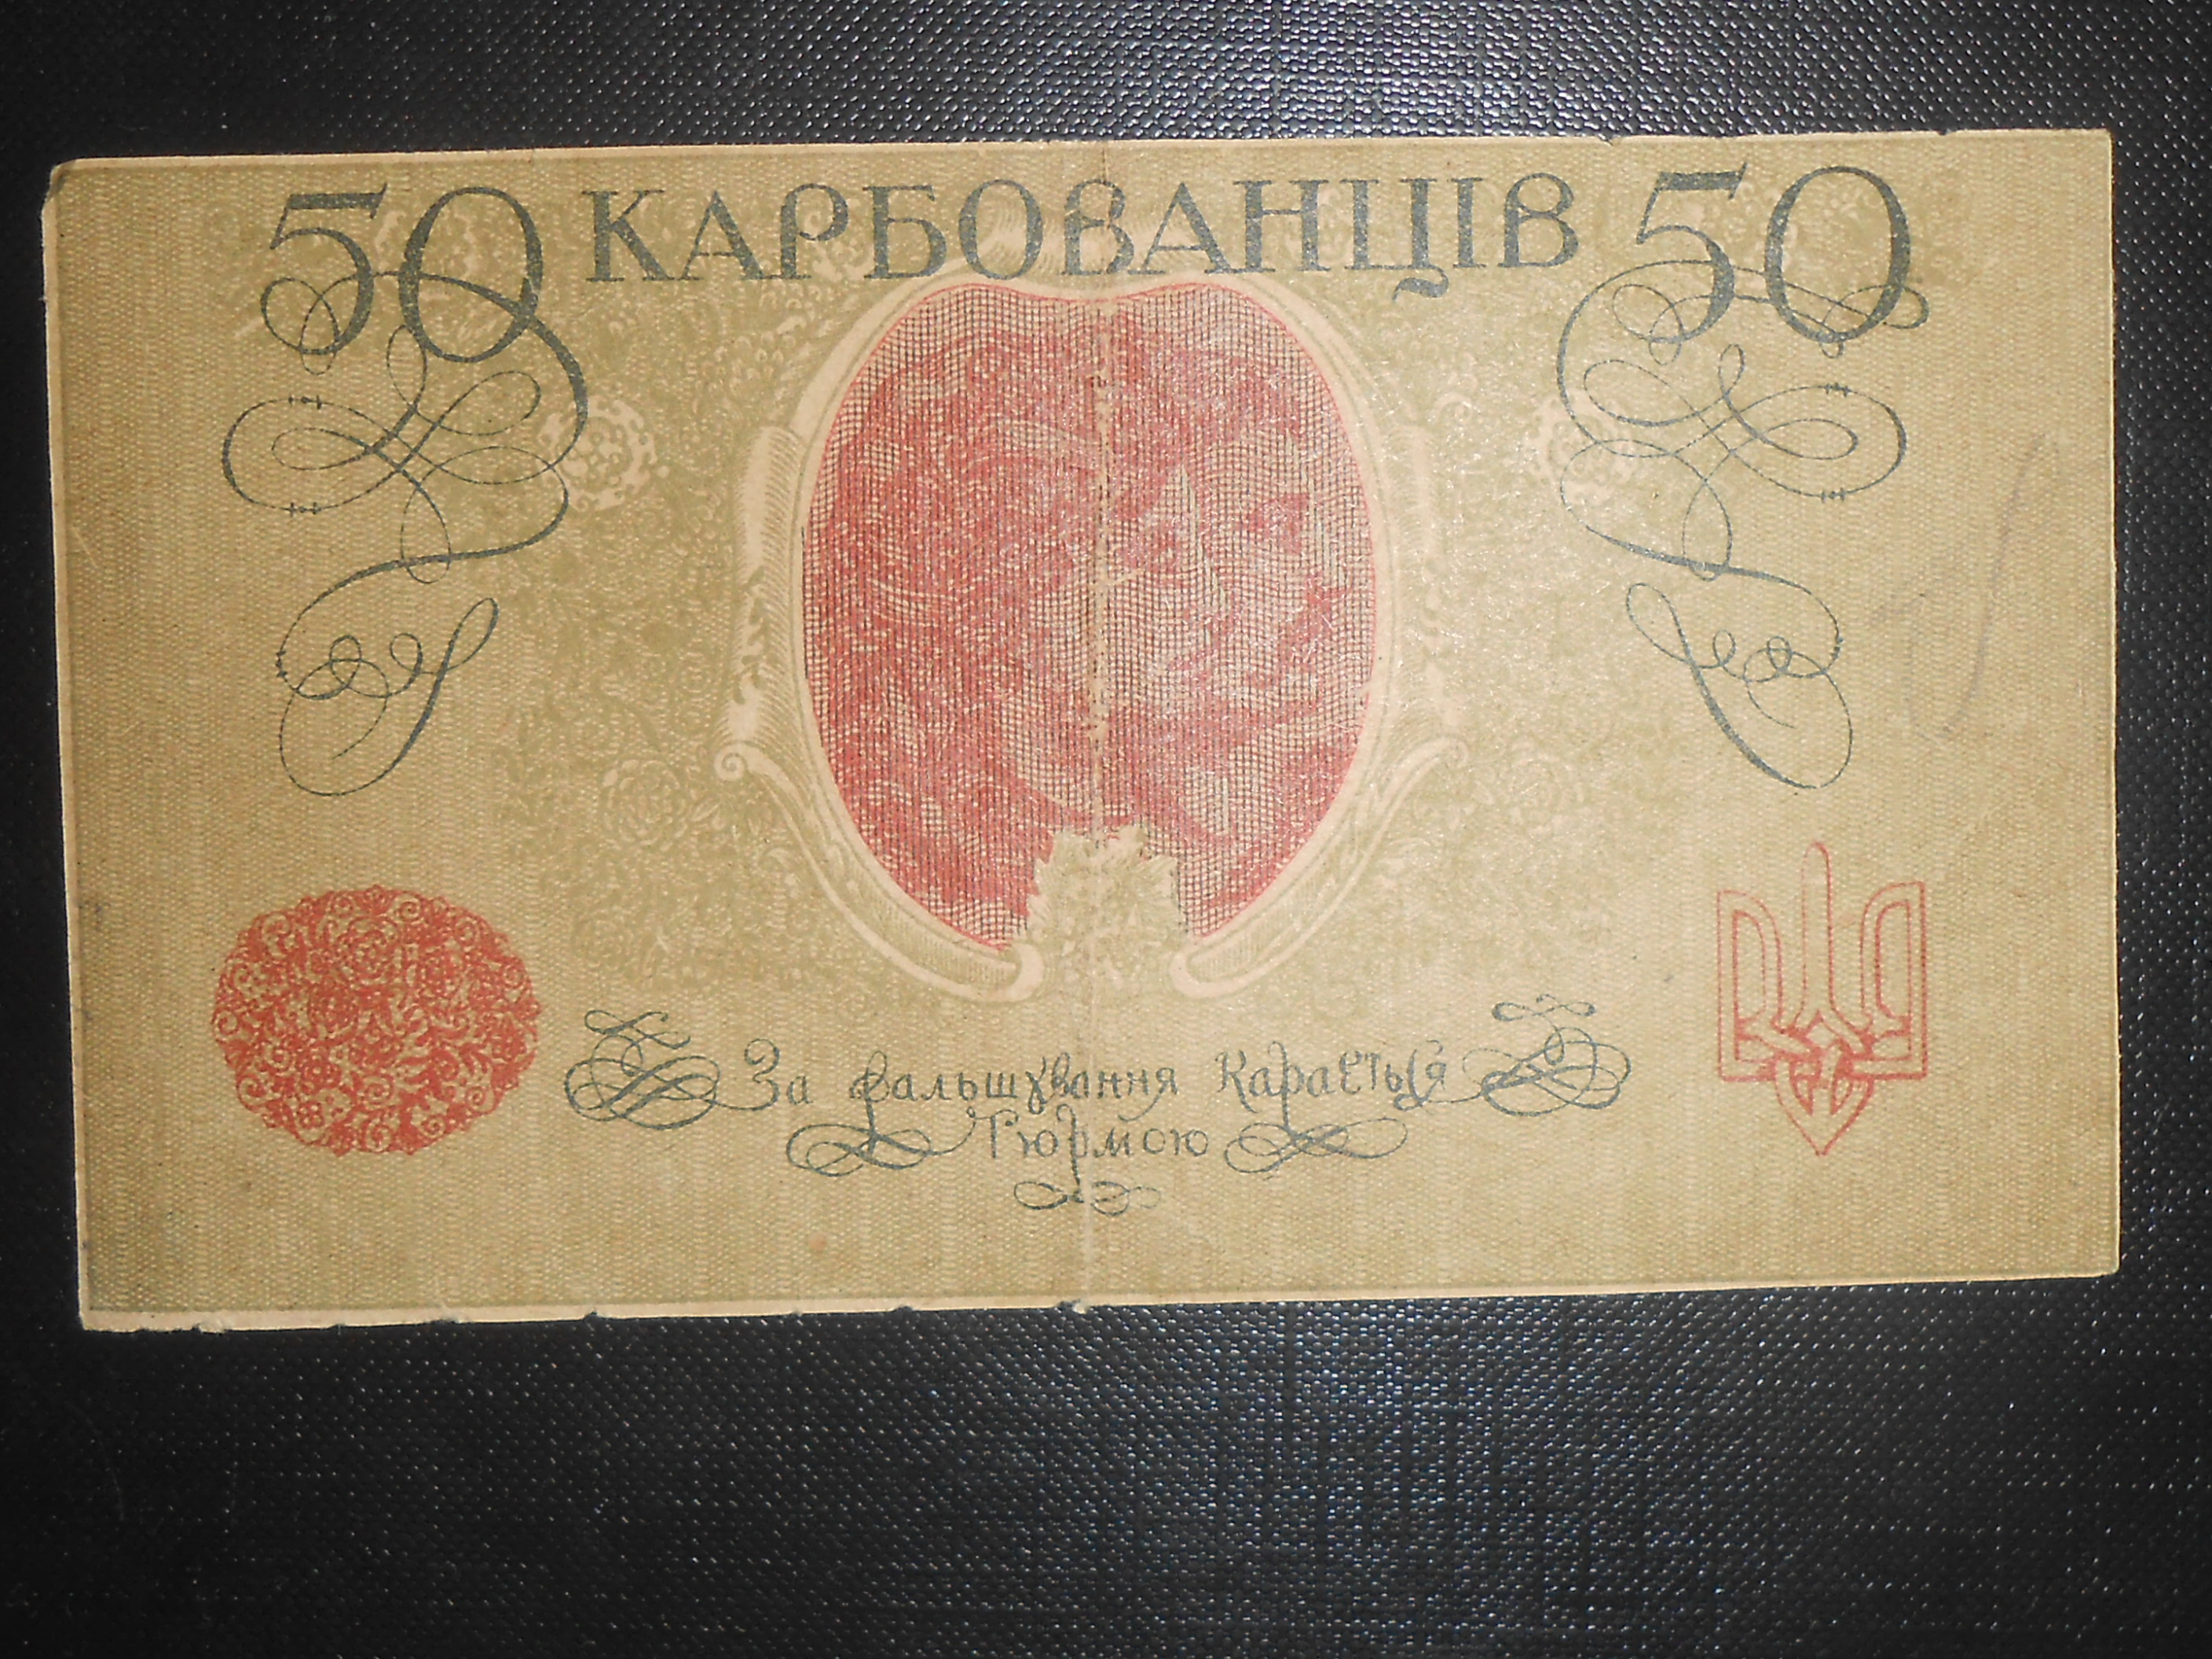 50 КАРБОВАНЦІВ 50
За фальшування Карається
Тюрмою